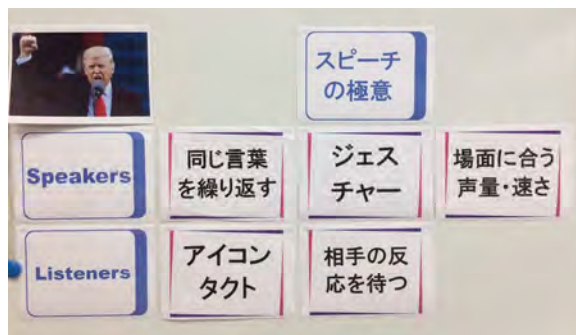 スピーチ
の極意
Speakers
同じ言葉
を繰り返す
ジェス
チャー
場面に合う
声量・速さ
Listeners
アイコン
タクト
相手の反
応を待つ